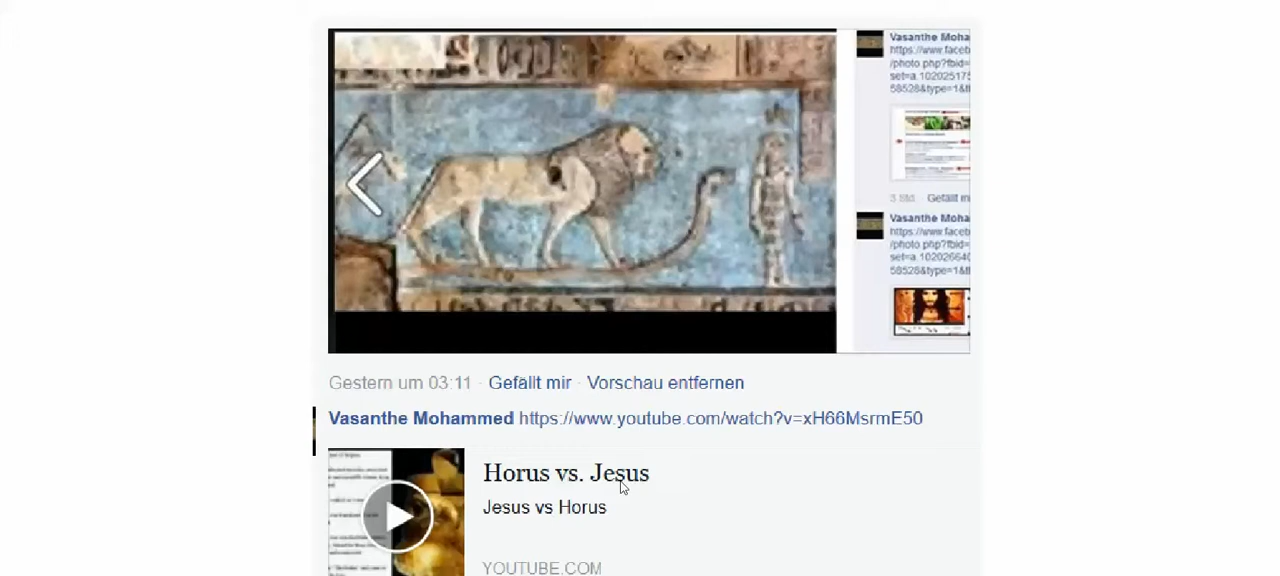 Vasanthe Moha
https://www.faceb
/photo.php?fbid=
set=a.102025175
58528&type=1&t
Gefällt m
Vasanthe Moha
https://www.faceb
/photo.php?fbid=
set=a.102026640
58528&type=1&t
Gestern um 03:11 · Gefällt mir · Vorschau entfernen
Vasanthe Mohammed https://www.youtube.com/watch?v=xH66MsrmE50
Horus vs. Jesus
Jesus vs Horus
YOUTUBE.COM